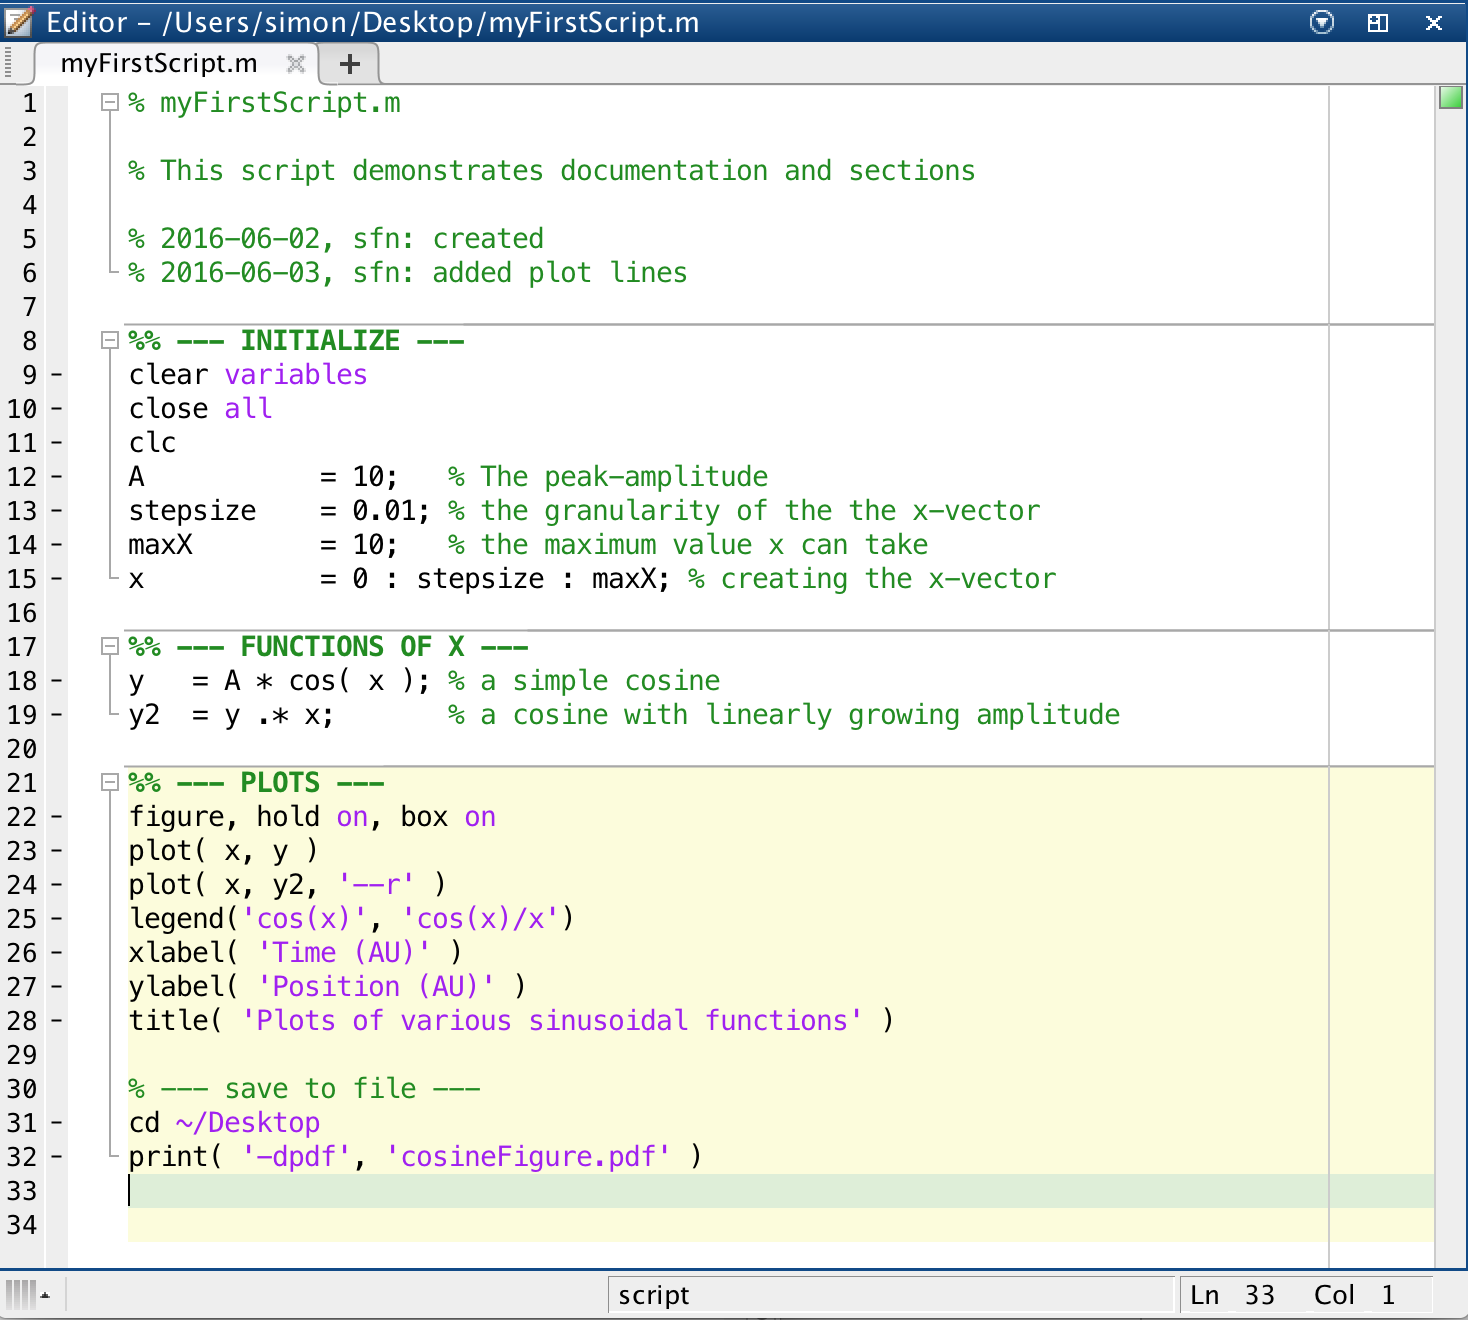 Editor – /Users/simon/Desktop/myFirstScript.m
myFirstScript.m
1 % myFirstScript.m
2
3 % This script demonstrates documentation and sections
4
5 % 2016-06-02, sfn: created
6 % 2016-06-03, sfn: added plot lines
7
8 %% --- INITIALIZE ---
9 - clear variables
10 - close all
11 - clc
12 - A           = 10;   % The peak-amplitude
13 - stepsize    = 0.01; % the granularity of the the x-vector
14 - maxX        = 10;   % the maximum value x can take
15 - x           = 0 : stepsize : maxX; % creating the x-vector
16
17 %% --- FUNCTIONS OF X ---
18 - y   = A * cos( x ); % a simple cosine
19 - y2  = y .* x;       % a cosine with linearly growing amplitude
20
21 %% --- PLOTS ---
22 - figure, hold on, box on
23 - plot( x, y )
24 - plot( x, y2, '--r' )
25 - legend('cos(x)', 'cos(x)/x')
26 - xlabel( 'Time (AU)' )
27 - ylabel( 'Position (AU)' )
28 - title( 'Plots of various sinusoidal functions' )
29
30 % --- save to file ---
31 - cd ~/Desktop
32 - print( '-dpdf', 'cosineFigure.pdf' )
33
34
script Ln 33 Col 1